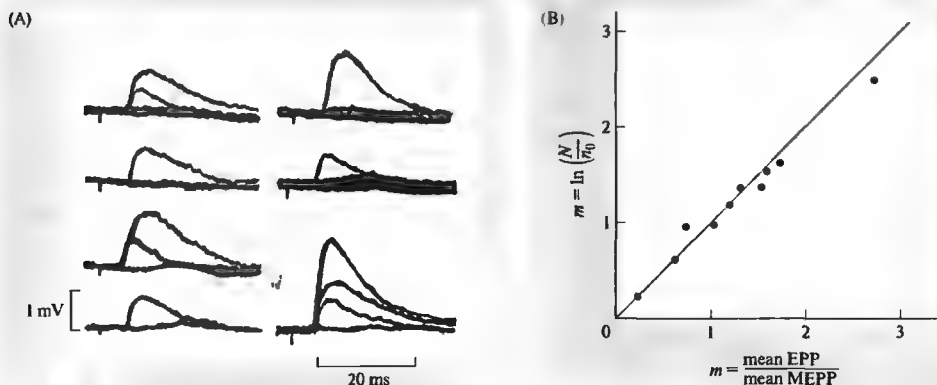 (A)
1 mV
20 ms
(B)
3
2
1
0
1
2
3
m = ln (N/n₀)
m = mean EPP/mean MEPP